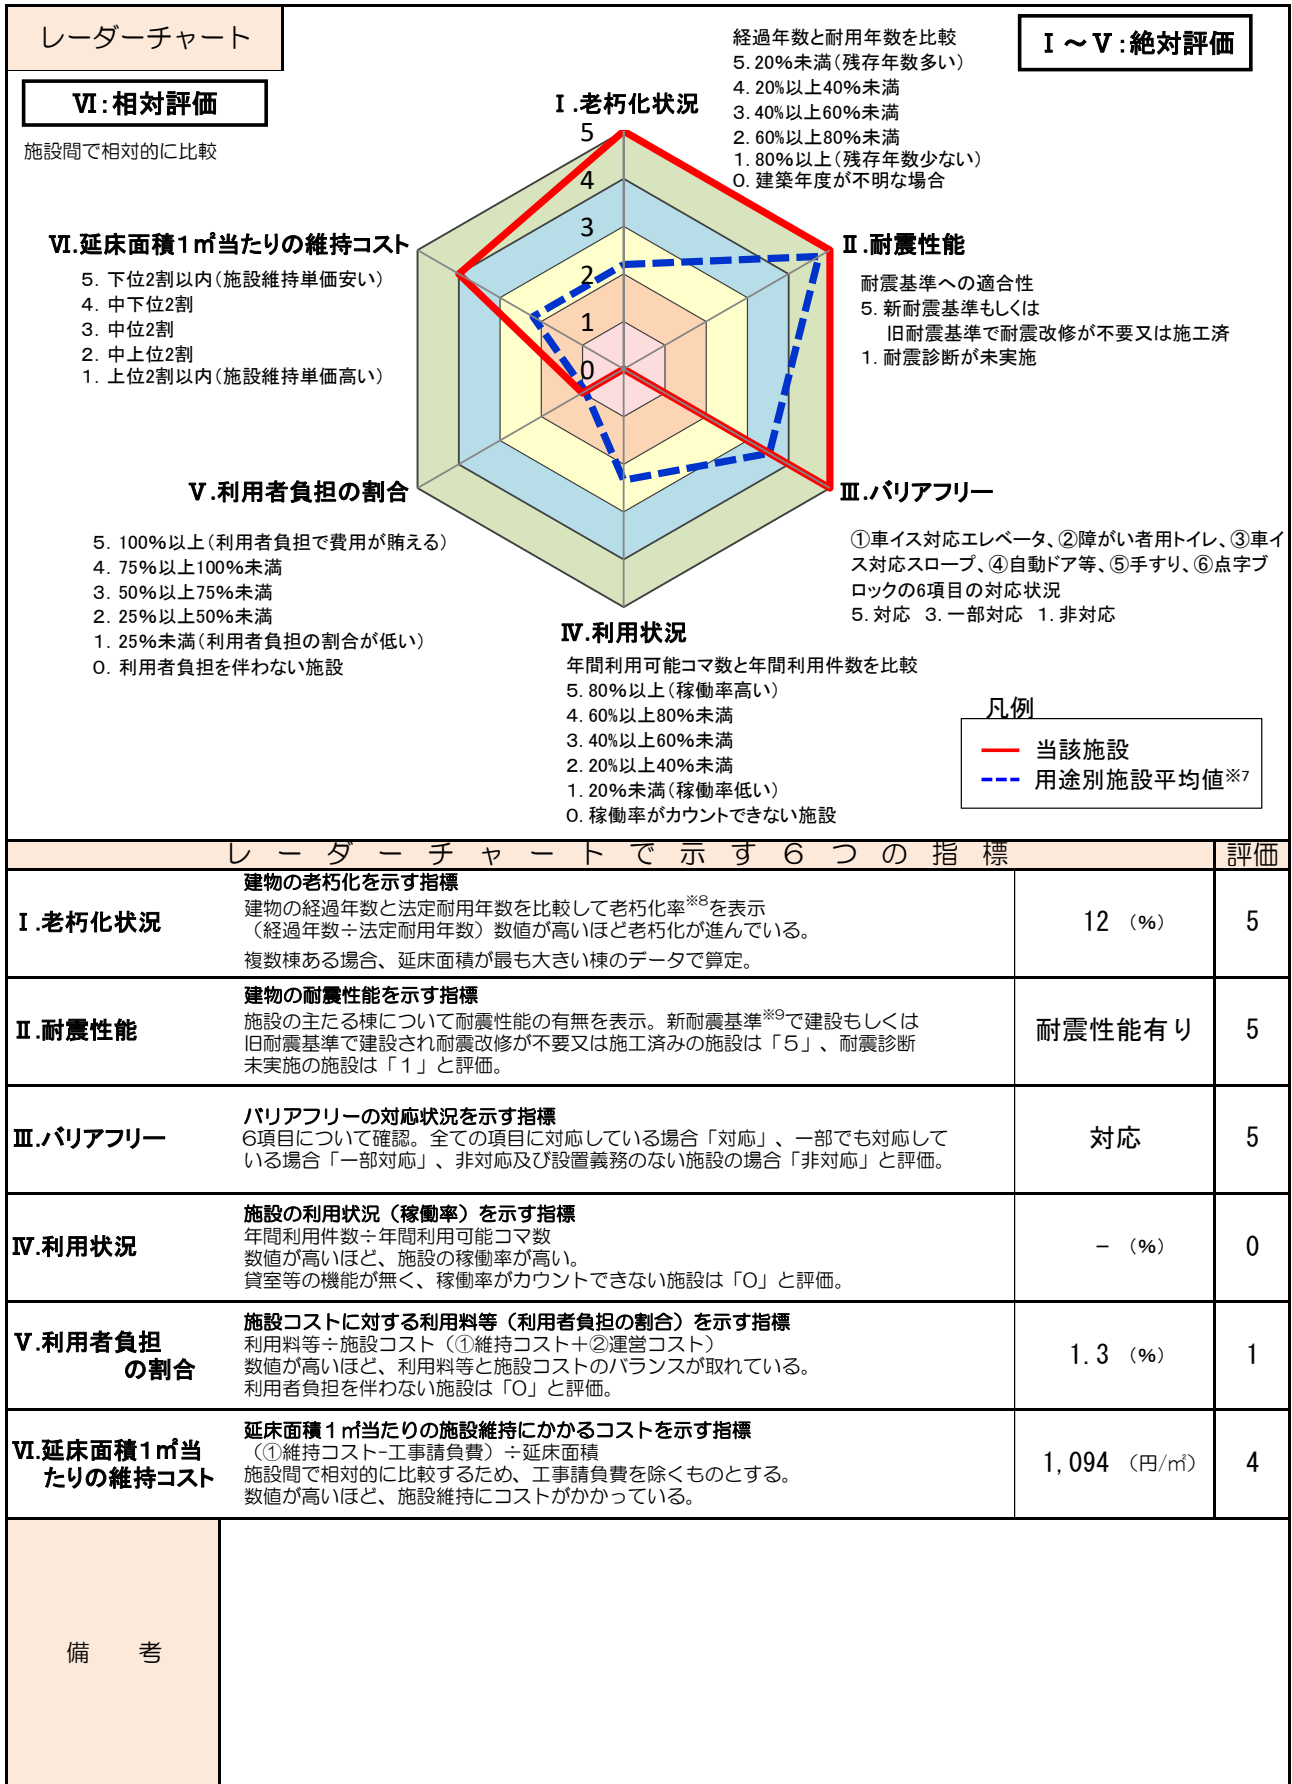 レーダーチャート
Ⅰ～Ⅴ:絶対評価
Ⅵ:相対評価
施設間で相対的に比較
経過年数と耐用年数を比較
5.20%未満(残存年数多い)
4.20%以上40%未満
3.40%以上60%未満
2.60%以上80%未満
1.80%以上(残存年数少ない)
0.建築年度が不明な場合
Ⅰ.老朽化状況
5
4
3
2
1
0
Ⅱ.耐震性能
耐震基準への適合性
5.新耐震基準もしくは
旧耐震基準で耐震改修が不要又は施工済
1.耐震診断が未実施
Ⅵ.延床面積1㎡当たりの維持コスト
5. 下位2割以内(施設維持単価安い)
4. 中下位2割
3. 中位2割
2. 中上位2割
1. 上位2割以内(施設維持単価高い)
Ⅴ.利用者負担の割合
5. 100%以上(利用者負担で費用が賄える)
4. 75%以上100%未満
3. 50%以上75%未満
2. 25%以上50%未満
1. 25%未満(利用者負担の割合が低い)
0. 利用者負担を伴わない施設
Ⅲ.バリアフリー
①車イス対応エレベータ、②障がい者用トイレ、③車イ
ス対応スロープ、④自動ドア等、⑤手すり、⑥点字ブ
ロックの6項目の対応状況
5.対応 3.一部対応 1.非対応
Ⅳ.利用状況
年間利用可能コマ数と年間利用件数を比較
5.80%以上(稼働率高い)
4.60%以上80%未満
3.40%以上60%未満
2.20%以上40%未満
1.20%未満(稼働率低い)
0.稼働率がカウントできない施設
凡例
当該施設
用途別施設平均値※7
レーダーチャートで示す6つの指標 評価
Ⅰ.老朽化状況
建物の老朽化を示す指標
建物の経過年数と法定耐用年数を比較して老朽化率※8を表示
(経過年数÷法定耐用年数)数値が高いほど老朽化が進んでいる。
複数棟ある場合、延床面積が最も大きい棟のデータで算定。
12 (%) 5
Ⅱ.耐震性能
建物の耐震性能を示す指標
施設の主たる棟について耐震性能の有無を表示。新耐震基準※9で建設もしくは
旧耐震基準で建設され耐震改修が不要又は施工済みの施設は「5」、耐震診断
未実施の施設は「1」と評価。
耐震性能有り 5
Ⅲ.バリアフリー
バリアフリーの対応状況を示す指標
6項目について確認。全ての項目に対応している場合「対応」、一部でも対応して
いる場合「一部対応」、非対応及び設置義務のない施設の場合「非対応」と評価。
対応 5
Ⅳ.利用状況
施設の利用状況(稼働率)を示す指標
年間利用件数÷年間利用可能コマ数
数値が高いほど、施設の稼働率が高い。
貸室等の機能が無く、稼働率がカウントできない施設は「0」と評価。
− (%) 0
Ⅴ.利用者負担
の割合
施設コストに対する利用料等(利用者負担の割合)を示す指標
利用料等÷施設コスト(①維持コスト+②運営コスト)
数値が高いほど、利用料等と施設コストのバランスが取れている。
利用者負担を伴わない施設は「0」と評価。
1.3 (%) 1
Ⅵ.延床面積1㎡当
たりの維持コスト
延床面積1㎡当たりの施設維持にかかるコストを示す指標
(①維持コスト-工事請負費)÷延床面積
施設間で相対的に比較するため、工事請負費を除くものとする。
数値が高いほど、施設維持にコストがかかっている。
1,094 (円/㎡) 4
備 考